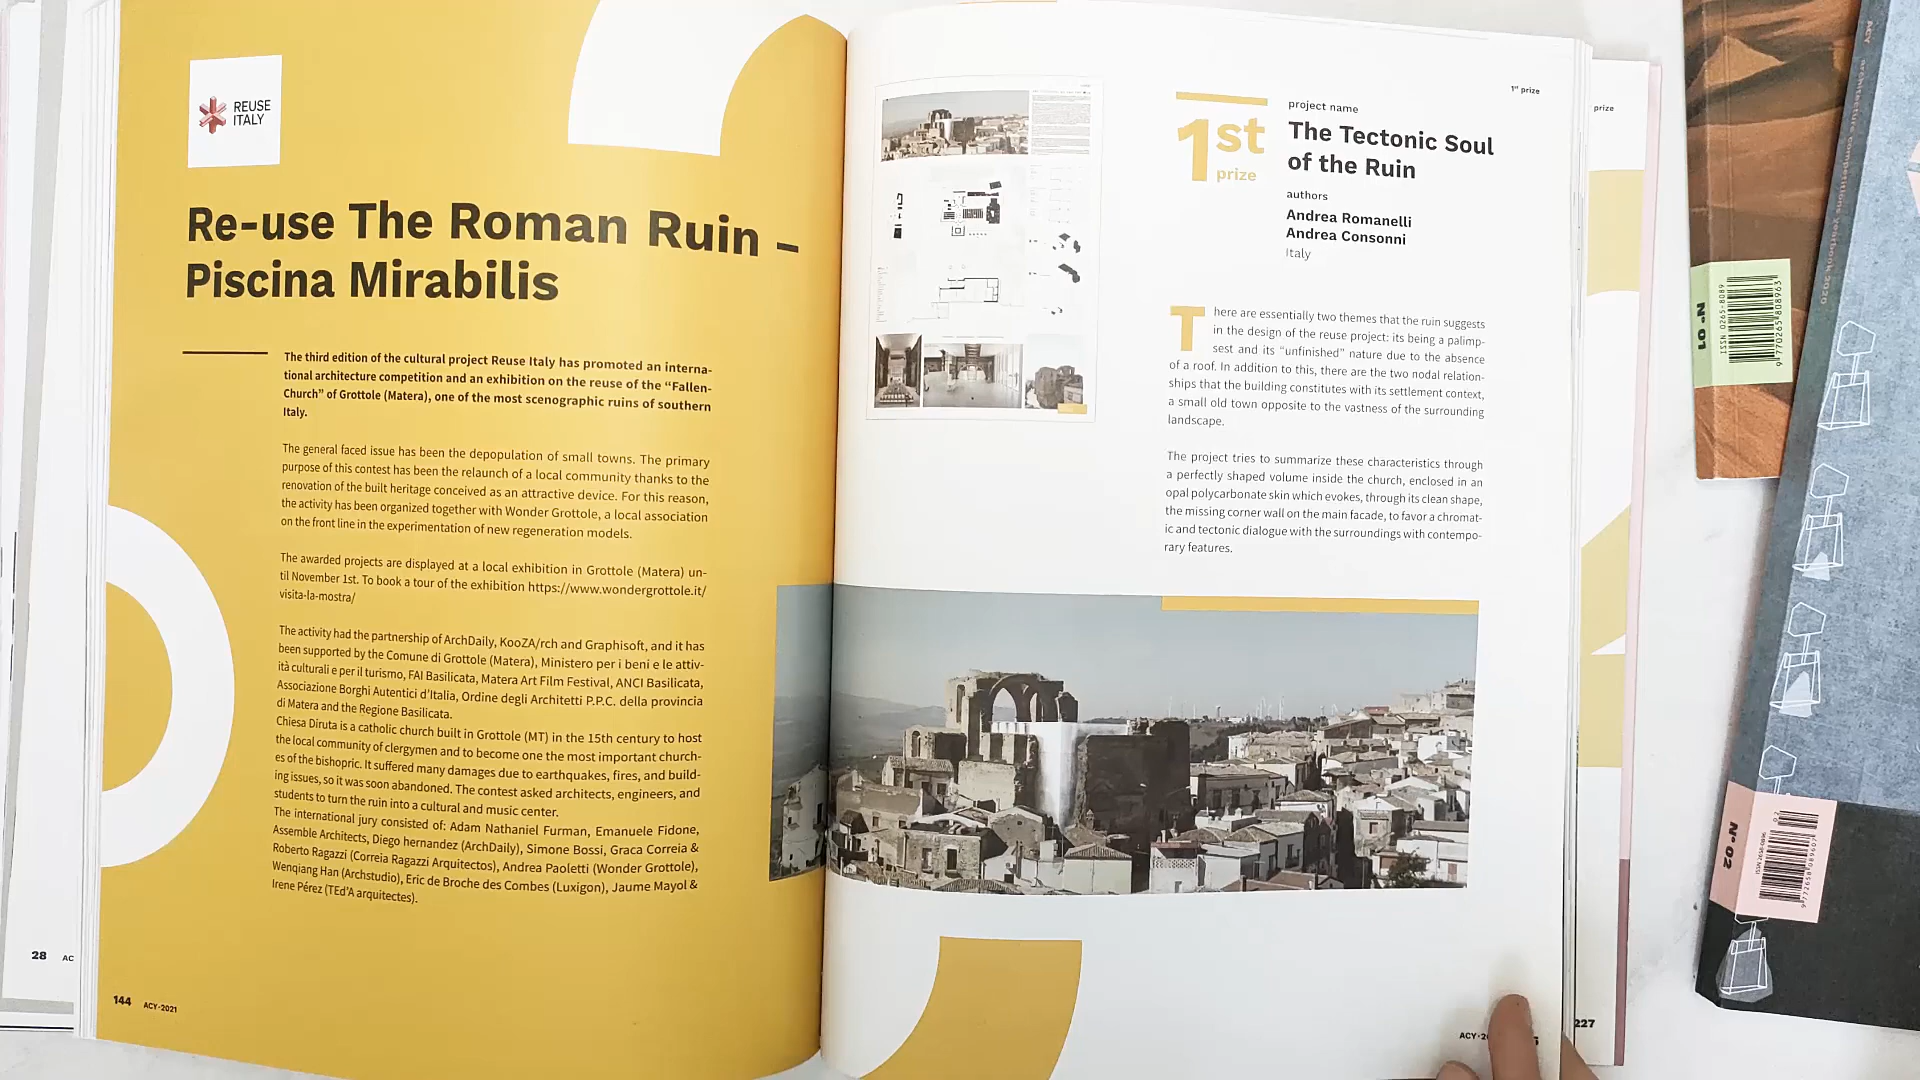 REUSE
ITALY
Re-use The Roman Ruin –
Piscina Mirabilis
The third edition of the cultural project Reuse Italy has promoted an interna-
tional architecture competition and an exhibition on the reuse of the “Fallen-
Church” of Grottole (Matera), one of the most scenographic ruins of southern
Italy.
The general faced issue has been the depopulation of small towns. The primary
purpose of this contest has been the relaunch of a local community thanks to the
renovation of the built heritage conceived as an attractive device. For this reason,
the activity has been organized together with Wonder Grottole, a local association
on the front line in the experimentation of new regeneration models.
The awarded projects are displayed at a local exhibition in Grottole (Matera) un-
til November 1st. To book a tour of the exhibition https://www.wondergrottole.it/
visita-la-mostra/
The activity had the partnership of ArchDaily, KooZA/rch and Graphisoft, and it has
been supported by the Comune di Grottole (Matera), Ministero per i beni e le attiv-
ità culturali e per il turismo, FAI Basilicata, Matera Art Film Festival, ANCI Basilicata,
Associazione Borghi Autentici d’Italia, Ordine degli Architetti P.P.C. della provincia
di Matera and the Regione Basilicata.
Chiesa Diruta is a catholic church built in Grottole (MT) in the 15th century to host
the local community of clergymen and to become one the most important church-
es of the bishopric. It suffered many damages due to earthquakes, fires, and build-
ing issues, so it was soon abandoned. The contest asked architects, engineers, and
students to turn the ruin into a cultural and music center.
The international jury consisted of: Adam Nathaniel Furman, Emanuele Fidone,
Assemble Architects, Diego hernandez (ArchDaily), Simone Bossi, Graca Correia &
Roberto Ragazzi (Correia Ragazzi Arquitectos), Andrea Paoletti (Wonder Grottole),
Wenqiang Han (Archstudio), Eric de Broche des Combes (Luxigon), Jaume Mayol &
Irene Pérez (TEd’A arquitectes).
28 AC
144 ACY•2021
1st prize
1st
prize
project name
The Tectonic Soul
of the Ruin
authors
Andrea Romanelli
Andrea Consonni
Italy
There are essentially two themes that the ruin suggests
in the design of the reuse project: its being a palimp-
sest and its “unfinished” nature due to the absence
of a roof. In addition to this, there are the two nodal relation-
ships that the building constitutes with its settlement context,
a small old town opposite to the vastness of the surrounding
landscape.
The project tries to summarize these characteristics through
a perfectly shaped volume inside the church, enclosed in an
opal polycarbonate skin which evokes, through its clean shape,
the missing corner wall on the main facade, to favor a chromat-
ic and tectonic dialogue with the surroundings with contempo-
rary features.
prize
227
Nº 01
Nº 02
ACY architecture competitions yearbook 2020